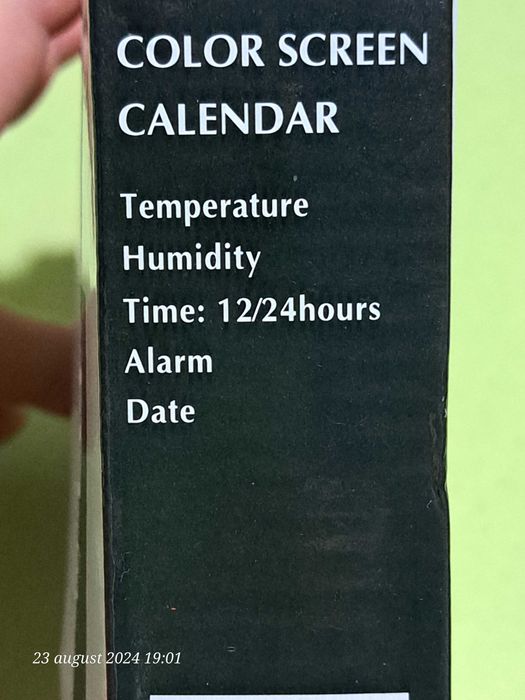 COLOR SCREEN
CALENDAR
Temperature
Humidity
Time: 12/24hours
Alarm
Date
23 august 2024 19:01